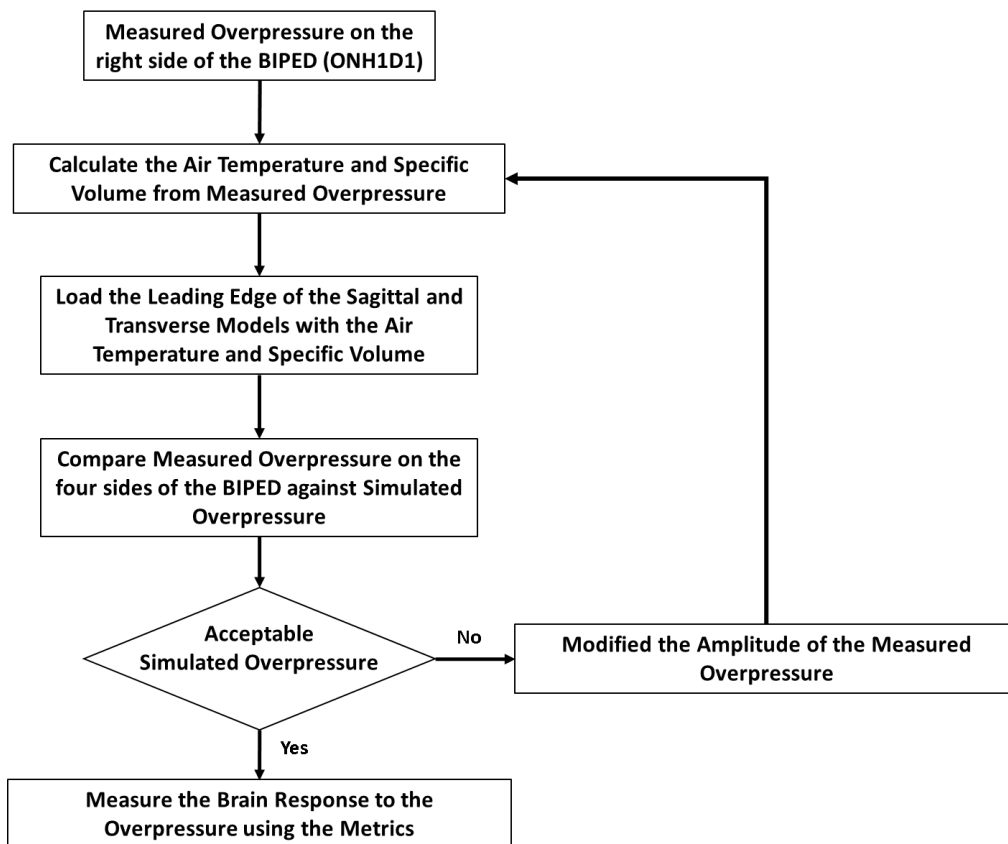 Measured Overpressure on the
right side of the BIPED (ONH1D1)
Calculate the Air Temperature and Specific
Volume from Measured Overpressure
Load the Leading Edge of the Sagittal and
Transverse Models with the Air
Temperature and Specific Volume
Compare Measured Overpressure on the
four sides of the BIPED against Simulated
Overpressure
Acceptable
Simulated Overpressure
No
Modified the Amplitude of the Measured
Overpressure
Yes
Measure the Brain Response to the
Overpressure using the Metrics